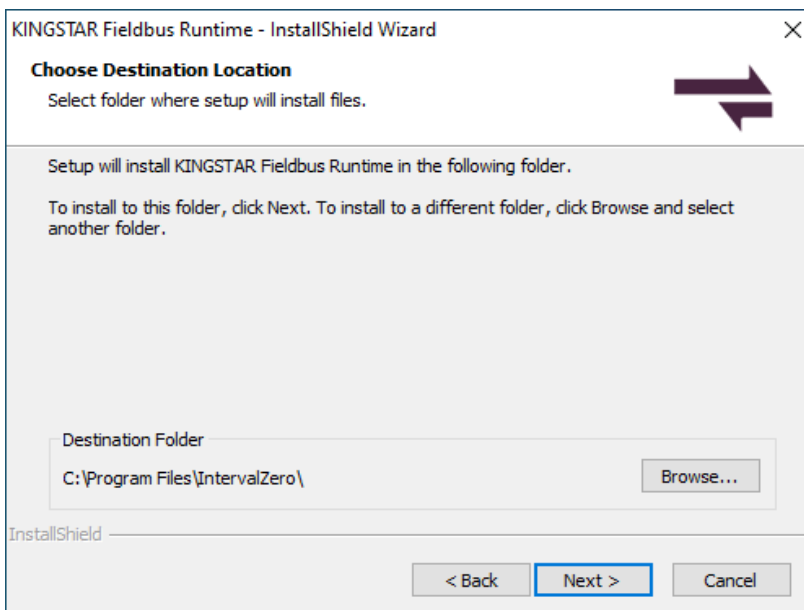 KINGSTAR Fieldbus Runtime - InstallShield Wizard
Choose Destination Location
Select folder where setup will install files.
Setup will install KINGSTAR Fieldbus Runtime in the following folder.
To install to this folder, click Next. To install to a different folder, click Browse and select
another folder.
Destination Folder
C:\Program Files\IntervalZero\
Browse...
InstallShield
< Back
Next >
Cancel